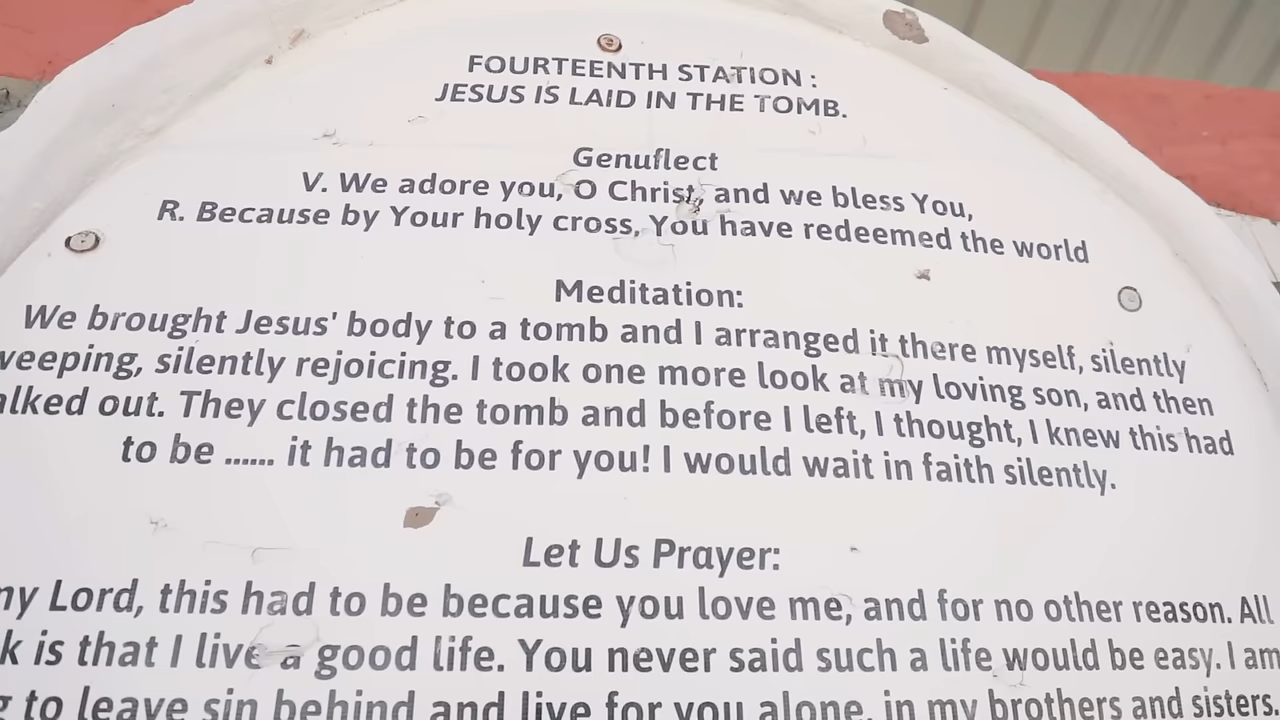 FOURTEENTH STATION :
JESUS IS LAID IN THE TOMB.
Genuflect
V. We adore you, O Christ, and we bless You,
R. Because by Your holy cross, You have redeemed the world
Meditation:
We brought Jesus' body to a tomb and I arranged it there myself, silently
weeping, silently rejoicing. I took one more look at my loving son, and then
walked out. They closed the tomb and before I left, I thought, I knew this had
to be ...... it had to be for you! I would wait in faith silently.
Let Us Prayer:
my Lord, this had to be because you love me, and for no other reason. All
is that I live a good life. You never said such a life would be easy. I am
to leave sin behind and live for you alone, in my brothers and sisters.